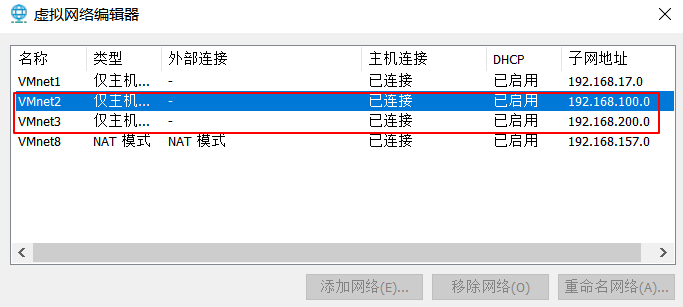 虚拟网络编辑器
名称 类型 外部连接 主机连接 DHCP 子网地址
VMnet1 仅主机... - 已连接 已启用 192.168.17.0
VMnet2 仅主机... - 已连接 已启用 192.168.100.0
VMnet3 仅主机... - 已连接 已启用 192.168.200.0
VMnet8 NAT 模式 NAT 模式 已连接 已启用 192.168.157.0
添加网络(E)... 移除网络(O) 重命名网络(A)...